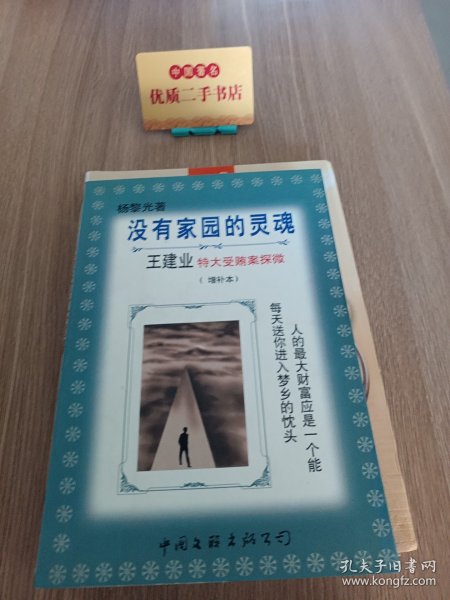 中国著名
优质二手书店
杨黎光著
没有家园的灵魂
王建业 特大受贿案探微
(增补本)
人的最大财富应是一个能
每天送你进入梦乡的枕头
中国文联出版公司
孔夫子旧书网
www.kongfz.com